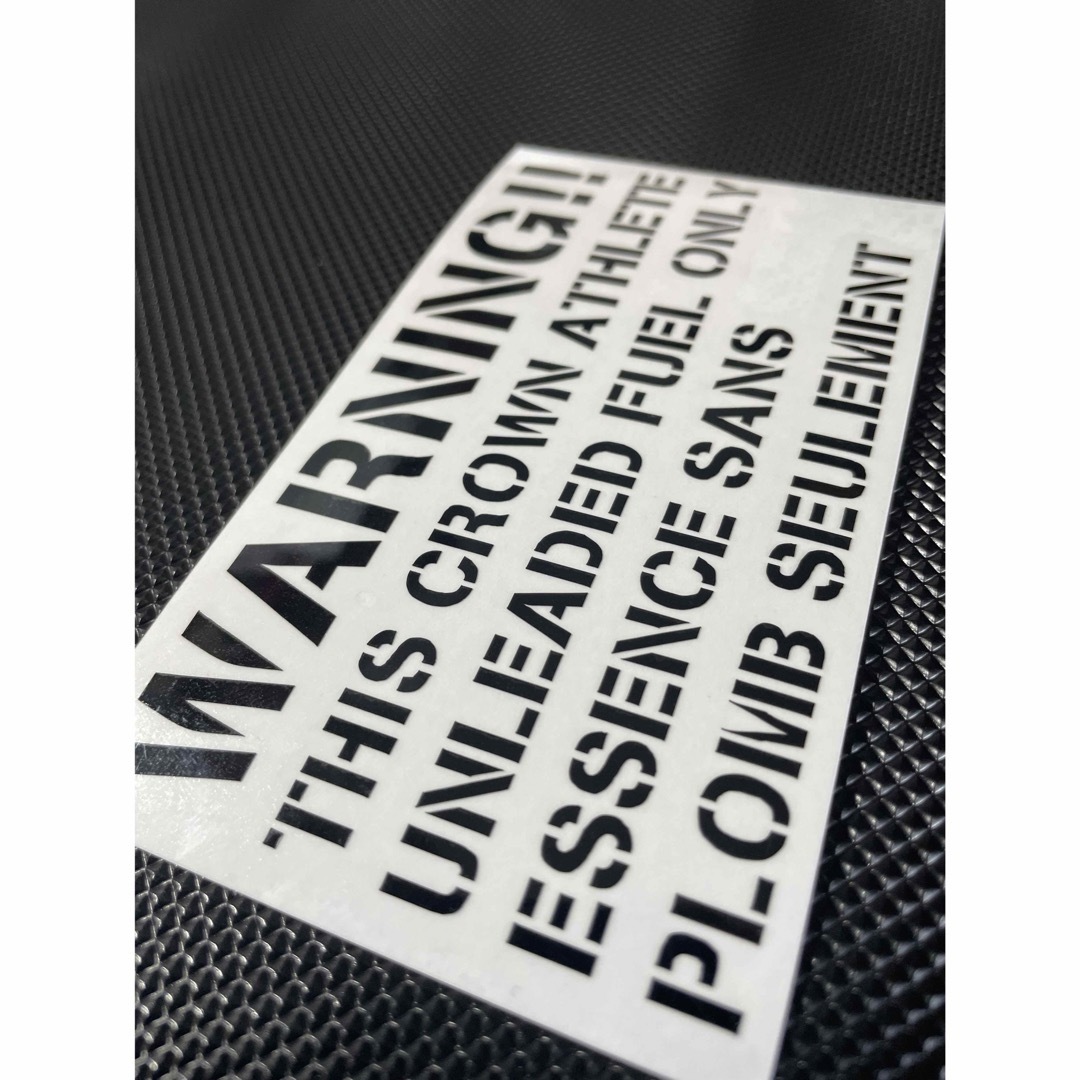 WARNING!!
THIS CROWN ATHLETE
UNLEADED FUEL ONLY
ESSENCE SANS
PLOMB SEULEMENT